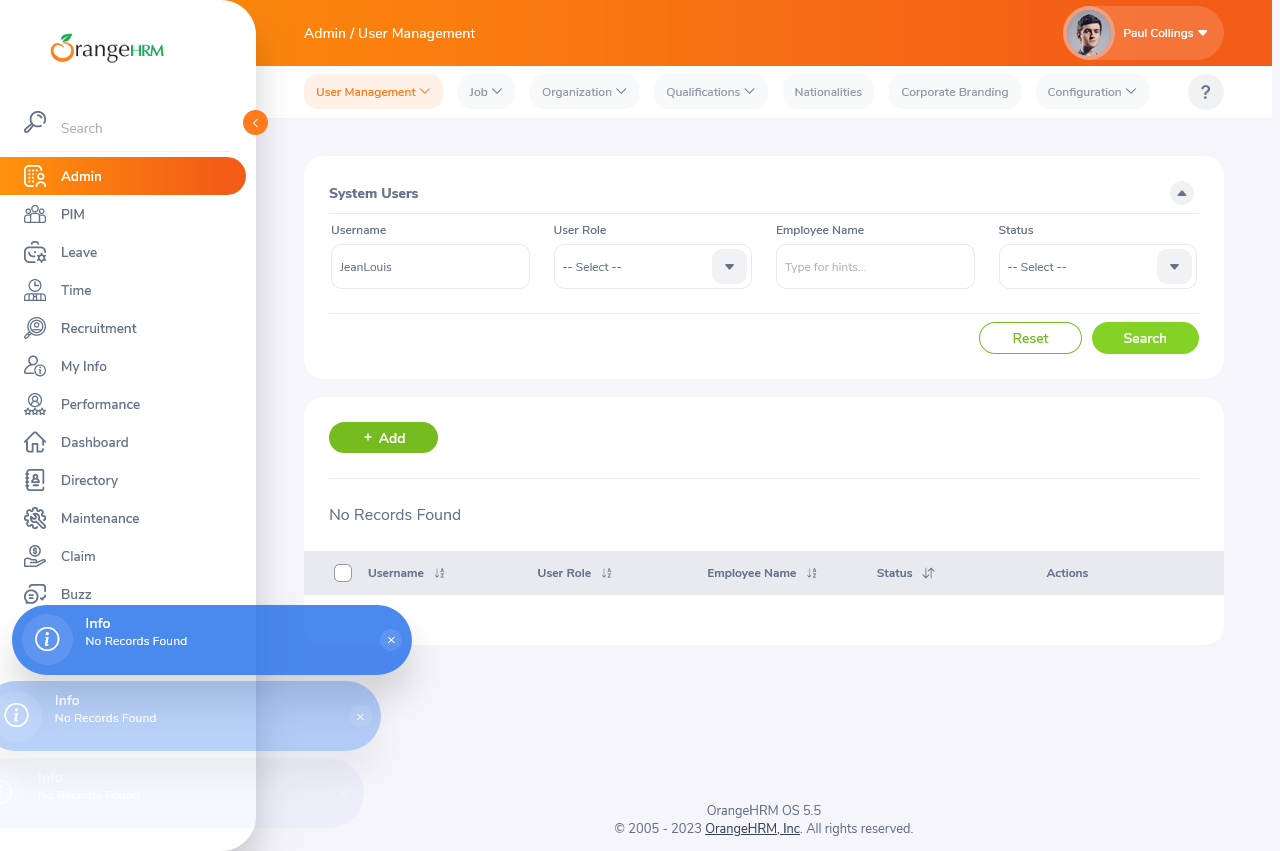 OrangeHRM
Admin / User Management
Paul Collings
User Management
Job
Organization
Qualifications
Nationalities
Corporate Branding
Configuration
?
Search
Admin
PIM
Leave
Time
Recruitment
My Info
Performance
Dashboard
Directory
Maintenance
Claim
Buzz
System Users
Username
User Role
Employee Name
Status
JeanLouis
-- Select --
Type for hints...
-- Select --
Reset
Search
+ Add
No Records Found
Username
User Role
Employee Name
Status
Actions
Info
No Records Found
Info
No Records Found
Info
No Records Found
OrangeHRM OS 5.5
© 2005 - 2023 OrangeHRM, Inc. All rights reserved.